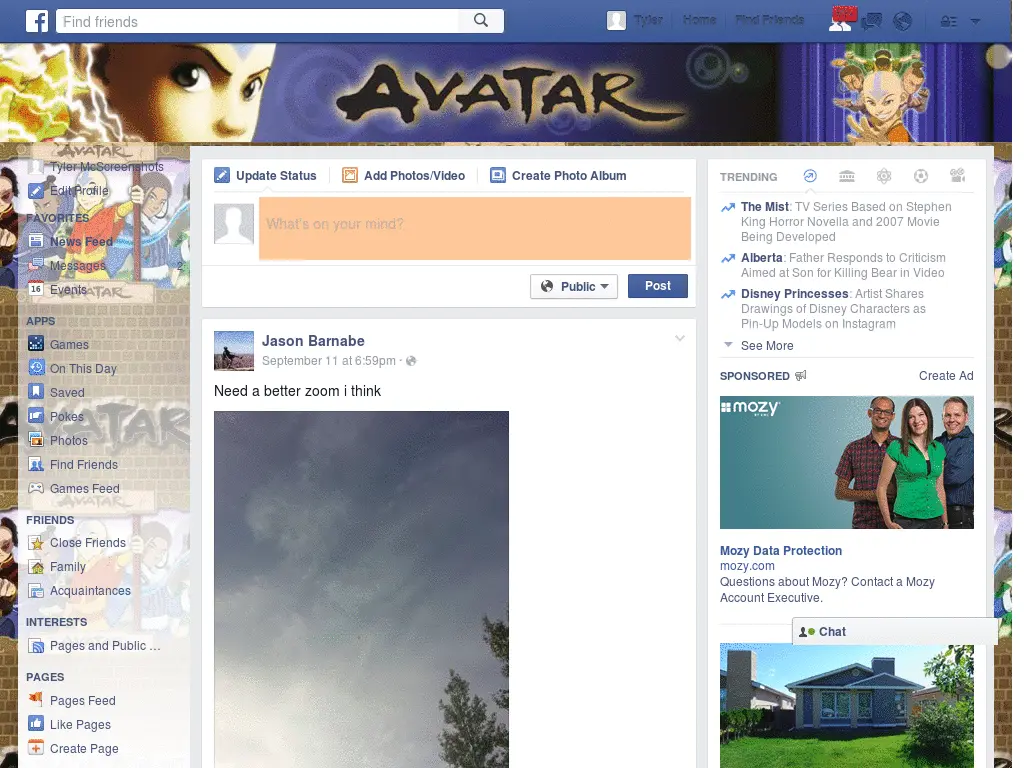 Find friends
Tyler
Home
Find Friends
AVATAR
AVATAR
Tyler McScreenshots
Edit Profile
FAVORITES
News Feed
Messages
2
16
Events
APPS
Games
On This Day
Saved
Pokes
AVATAR
Photos
Find Friends
Games Feed
AVATAR
FRIENDS
Close Friends
Family
Acquaintances
INTERESTS
Pages and Public ...
PAGES
Pages Feed
Like Pages
Create Page
Update Status
Add Photos/Video
Create Photo Album
What's on your mind?
Public
Post
Jason Barnabe
September 11 at 6:59pm ·
Need a better zoom i think
TRENDING
The Mist: TV Series Based on Stephen
King Horror Novella and 2007 Movie
Being Developed
Alberta: Father Responds to Criticism
Aimed at Son for Killing Bear in Video
Disney Princesses: Artist Shares
Drawings of Disney Characters as
Pin-Up Models on Instagram
See More
SPONSORED
Create Ad
mozy
Mozy Data Protection
mozy.com
Questions about Mozy? Contact a Mozy
Account Executive.
Chat